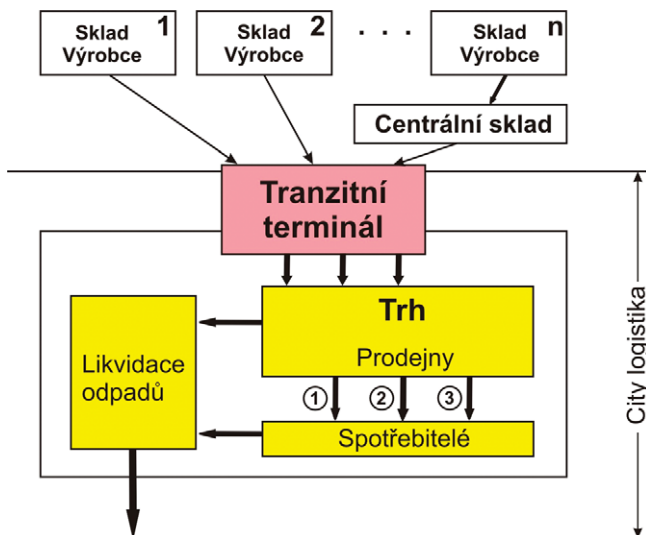 Sklad 1
Výrobce
Sklad 2
Výrobce
. . .
Sklad n
Výrobce
Centrální sklad
Tranzitní
terminál
Trh
Prodejny
Likvidace
odpadů
1 2 3
Spotřebitelé
City logistika